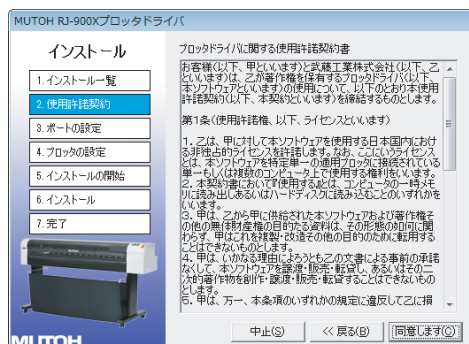 MUTOH RJ-900Xプロッタドライバ
インストール
1. インストール一覧
2. 使用許諾契約
3. ポートの設定
4. プロッタの設定
5. インストールの開始
6. インストール
7. 完了
MUTOH
プロッタドライバに関する使用許諾契約書
お客様(以下、甲といいます)と武藤工業株式会社(以下、乙
といいます)は、乙が著作権を保有するプロッタドライバ(以下、
本ソフトウェアといいます)の使用について、以下のとおり本使用
許諾契約(以下、本契約といいます)を締結するものとします。
第1条(使用許諾権、以下、ライセンスといいます)
1. 乙は、甲に対して本ソフトウェアを使用する日本国内におけ
る非独占的ライセンスを許諾します。なお、ここにいうライセンス
とは、本ソフトウェアを特定単一の適用プロッタに接続されている
単一もしくは複数のコンピュータ上で使用する権利をいいます。
2. 本契約書において『使用する』とは、コンピュータの一時メモ
リに読み出しあるいはハードディスクに読み込むことのいずれかを
いいます。
3. 甲は、乙から甲に供給された本ソフトウェアおよび著作権そ
の他の無体財産権の目的たる資料は、その形態の如何に関
わらず、甲はこれを複製・改造その他の目的のために転用する
ことはできないものとします。
4. 甲は、いかなる理由によろうとも乙の文書による事前の承諾
なくして、本ソフトウェアを譲渡・販売・転貸し、あるいはその二
次的著作物を創作・譲渡・販売・転貸することはできないもの
とします。
5. 甲は、万一、本条項のいずれかの規定に違反して乙に損
中止(S)
<< 戻る(B)
同意します(C)